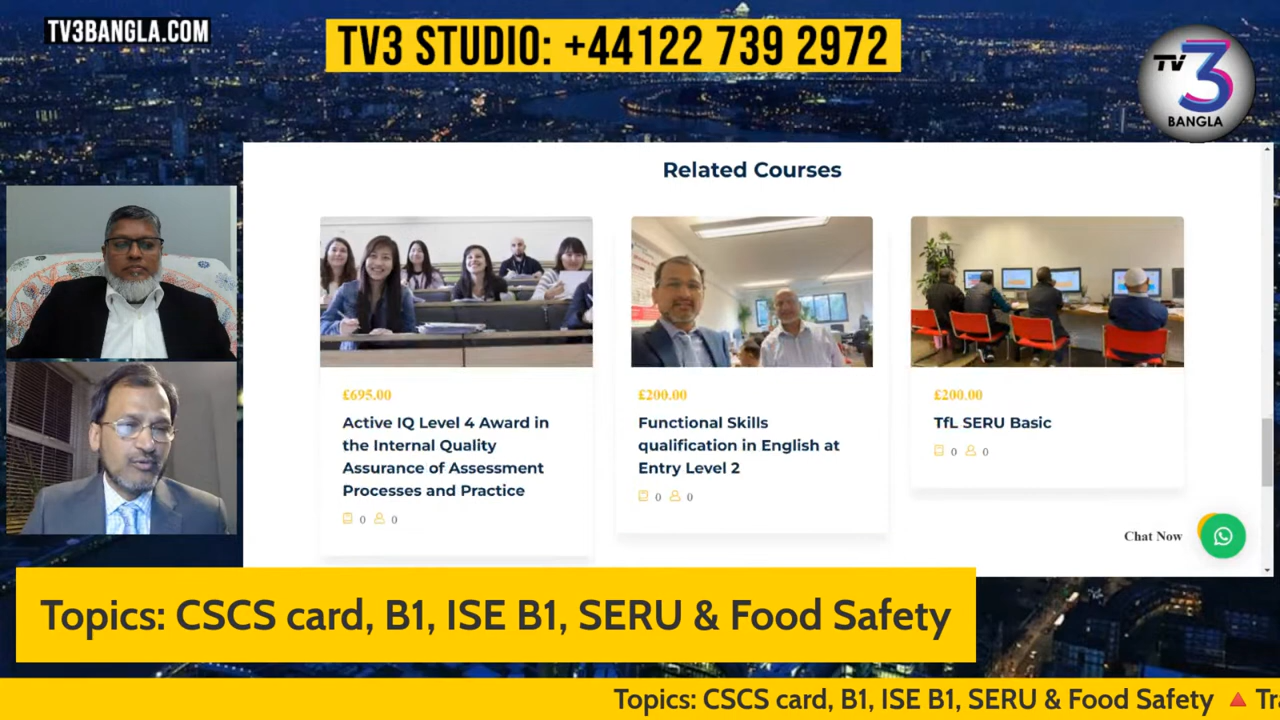 TV3BANGLA.COM
TV3 STUDIO: +44122 739 2972
TV3
BANGLA
Related Courses
£695.00
Active IQ Level 4 Award in
the Internal Quality
Assurance of Assessment
Processes and Practice
0 0
£200.00
Functional Skills
qualification in English at
Entry Level 2
0 0
£200.00
TfL SERU Basic
0 0
Chat Now
Topics: CSCS card, B1, ISE B1, SERU & Food Safety
Topics: CSCS card, B1, ISE B1, SERU & Food Safety 🔺 Tr